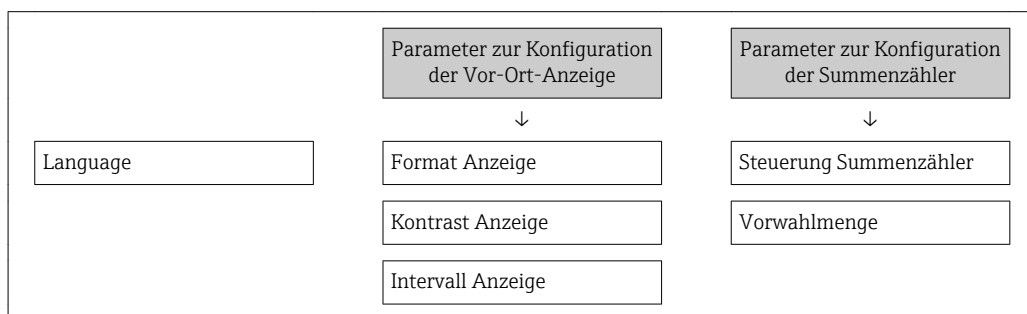 Parameter zur Konfiguration
der Vor-Ort-Anzeige
Parameter zur Konfiguration
der Summenzähler
↓
↓
Language
Format Anzeige
Steuerung Summenzähler
Kontrast Anzeige
Vorwahlmenge
Intervall Anzeige